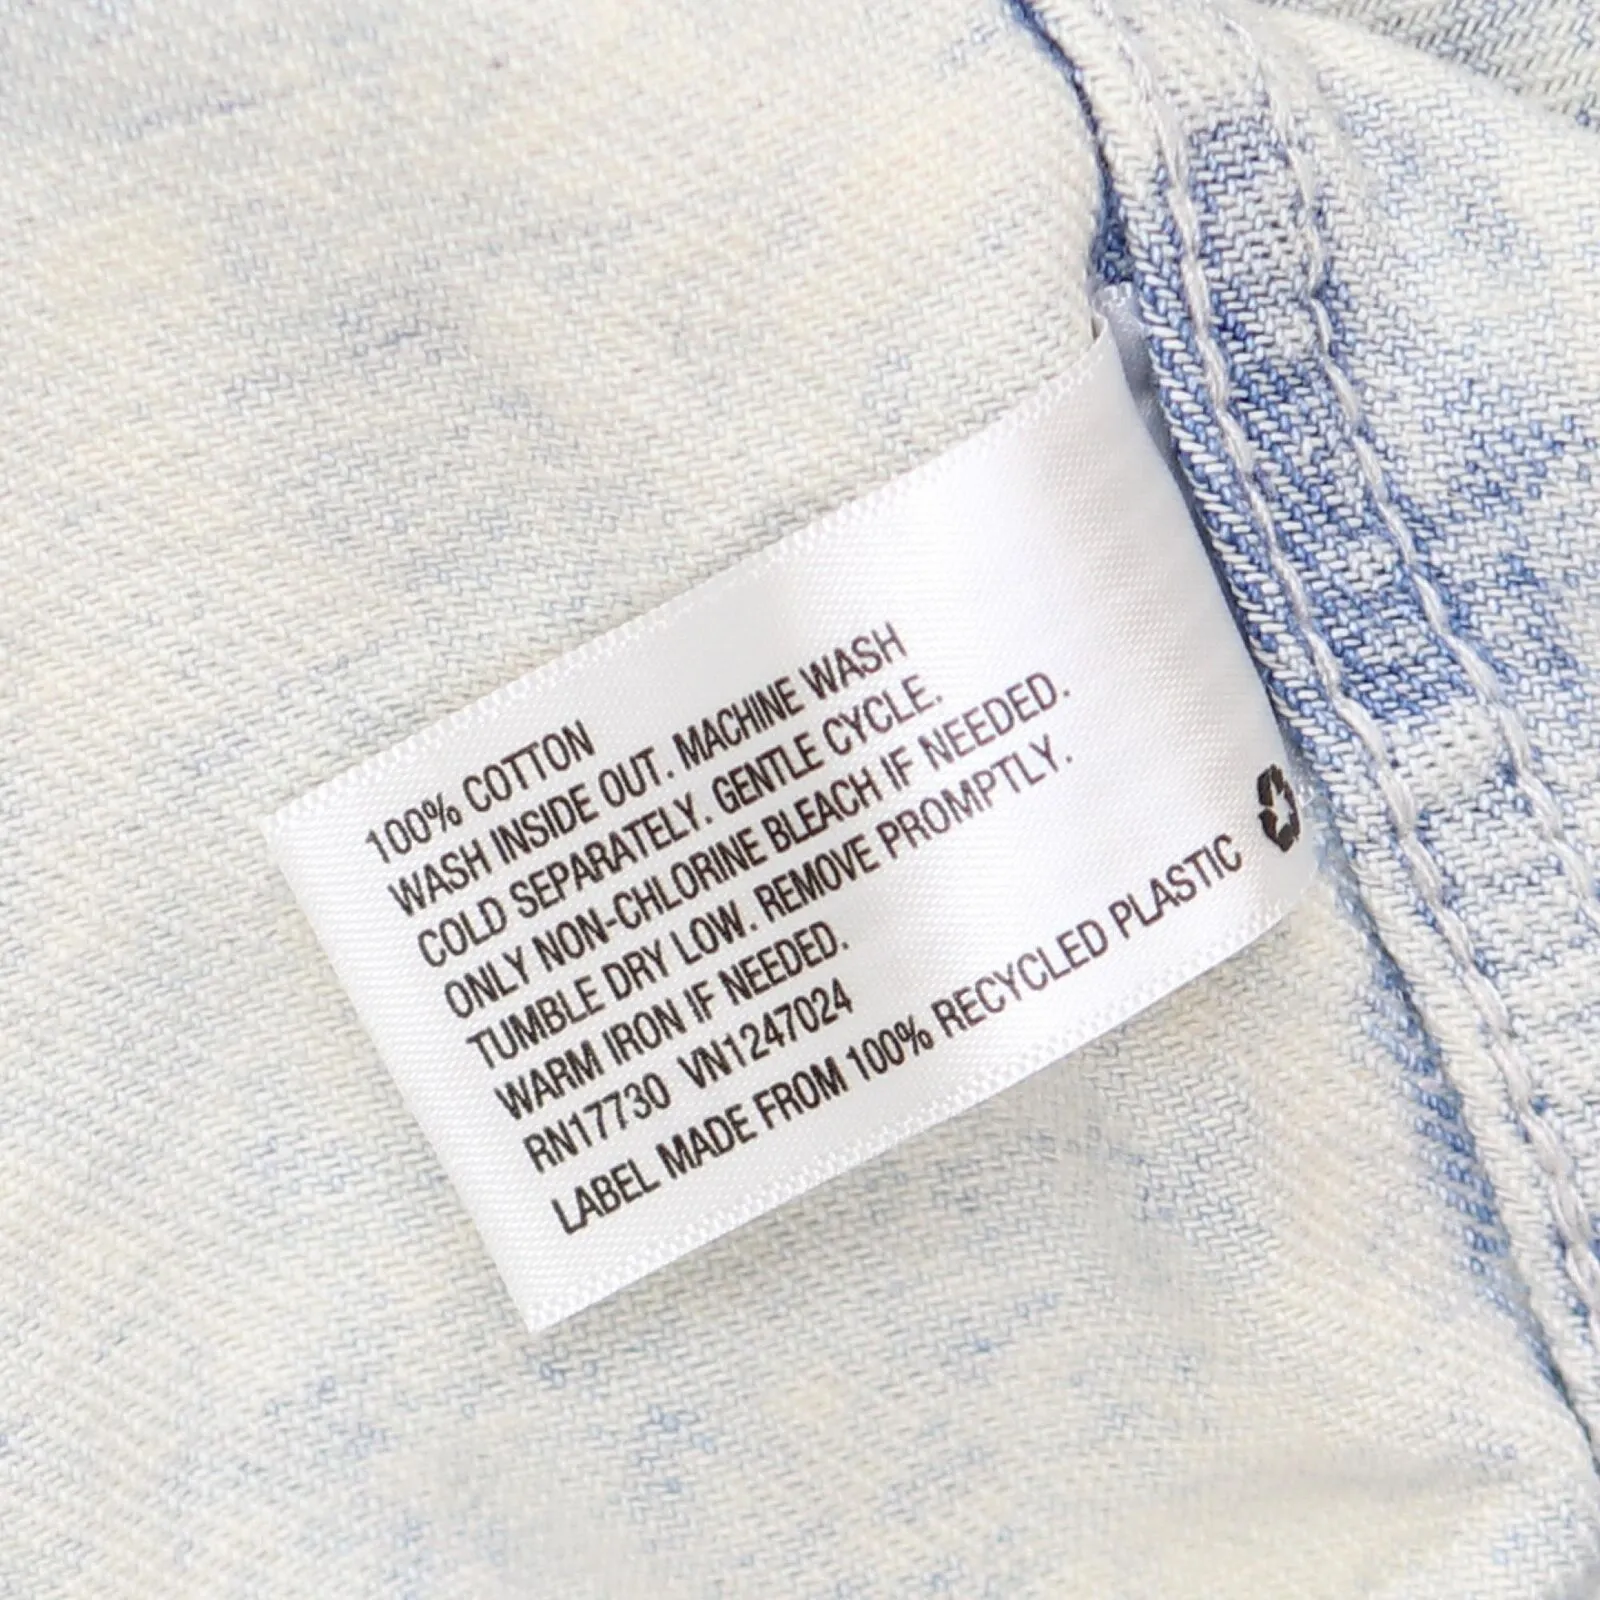 100% COTTON
WASH INSIDE OUT. MACHINE WASH
COLD SEPARATELY. GENTLE CYCLE.
ONLY NON-CHLORINE BLEACH IF NEEDED.
TUMBLE DRY LOW. REMOVE PROMPTLY.
WARM IRON IF NEEDED.
RN17730 VN1247024
LABEL MADE FROM 100% RECYCLED PLASTIC